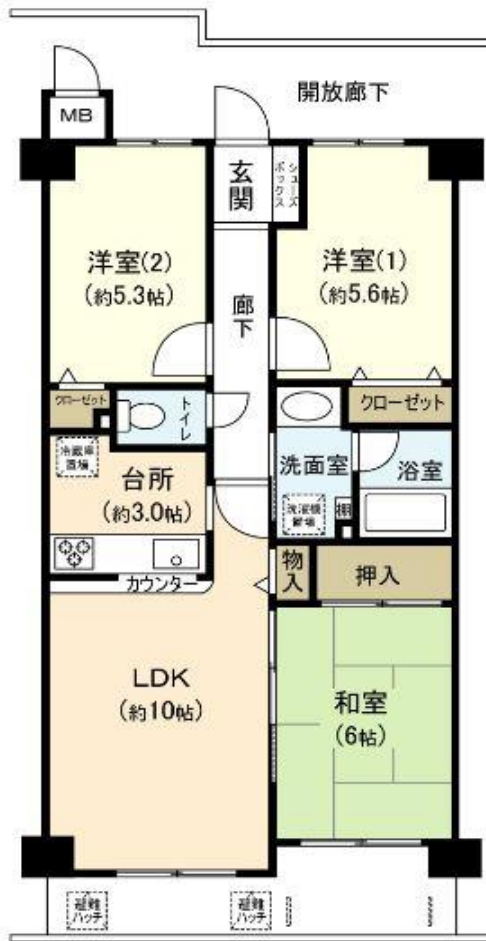 開放廊下
MB
玄
関
シューズ
ボックス
洋室(2)
(約5.3帖)
洋室(1)
(約5.6帖)
廊
下
クローゼット
トイレ
クローゼット
冷蔵庫
置場
台所
(約3.0帖)
洗面室
浴室
洗濯機
置場
棚
カウンター
物
入
押入
LDK
(約10帖)
和室
(6帖)
避難
ハッチ
避難
ハッチ